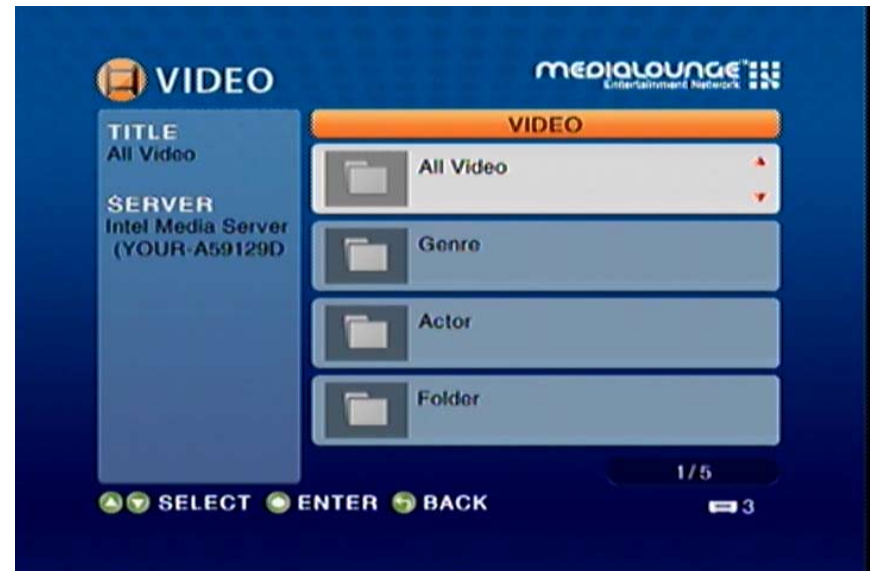 VIDEO
MEDIALOUNGE™
Entertainment Network
TITLE
All Video
SERVER
Intel Media Server
(YOUR-A59129D
VIDEO
All Video
Genre
Actor
Folder
1/5
SELECT ENTER BACK
3